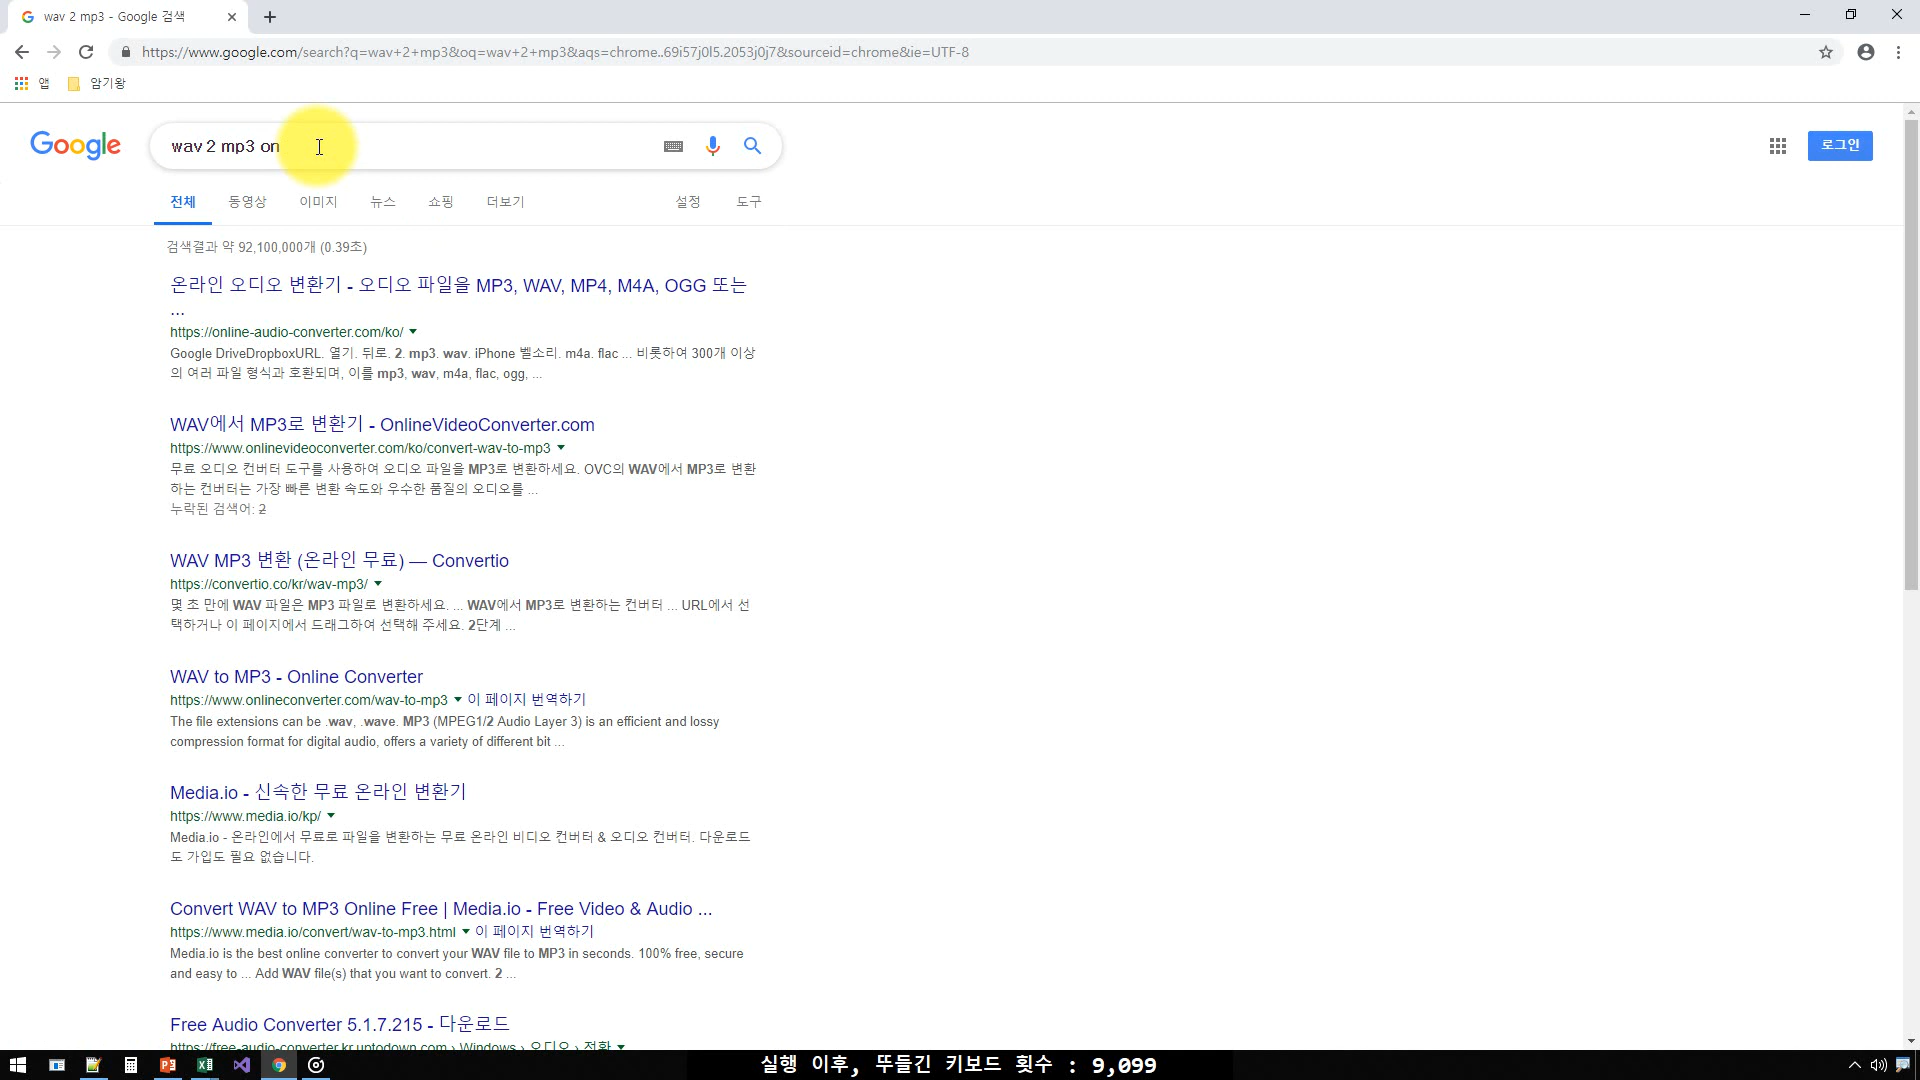 wav 2 mp3 - Google 검색
https://www.google.com/search?q=wav+2+mp3&oq=wav+2+mp3&aqs=chrome..69i57j0l5.2053j0j7&sourceid=chrome&ie=UTF-8
앱 암기왕
Google wav 2 mp3 on 로그인
전체 동영상 이미지 뉴스 쇼핑 더보기 설정 도구
검색결과 약 92,100,000개 (0.39초)
온라인 오디오 변환기 - 오디오 파일을 MP3, WAV, MP4, M4A, OGG 또는
...
https://online-audio-converter.com/ko/
Google DriveDropboxURL. 열기. 뒤로. 2. mp3. wav. iPhone 벨소리. m4a. flac ... 비롯하여 300개 이상
의 여러 파일 형식과 호환되며, 이를 mp3, wav, m4a, flac, ogg, ...
WAV에서 MP3로 변환기 - OnlineVideoConverter.com
https://www.onlinevideoconverter.com/ko/convert-wav-to-mp3
무료 오디오 컨버터 도구를 사용하여 오디오 파일을 MP3로 변환하세요. OVC의 WAV에서 MP3로 변환
하는 컨버터는 가장 빠른 변환 속도와 우수한 품질의 오디오를 ...
누락된 검색어: 2
WAV MP3 변환 (온라인 무료) — Convertio
https://convertio.co/kr/wav-mp3/
몇 초 만에 WAV 파일은 MP3 파일로 변환하세요. ... WAV에서 MP3로 변환하는 컨버터 ... URL에서 선
택하거나 이 페이지에서 드래그하여 선택해 주세요. 2단계 ...
WAV to MP3 - Online Converter
https://www.onlineconverter.com/wav-to-mp3 이 페이지 번역하기
The file extensions can be .wav, .wave. MP3 (MPEG1/2 Audio Layer 3) is an efficient and lossy
compression format for digital audio, offers a variety of different bit ...
Media.io - 신속한 무료 온라인 변환기
https://www.media.io/kp/
Media.io - 온라인에서 무료로 파일을 변환하는 무료 온라인 비디오 컨버터 & 오디오 컨버터. 다운로드
도 가입도 필요 없습니다.
Convert WAV to MP3 Online Free | Media.io - Free Video & Audio ...
https://www.media.io/convert/wav-to-mp3.html 이 페이지 번역하기
Media.io is the best online converter to convert your WAV file to MP3 in seconds. 100% free, secure
and easy to ... Add WAV file(s) that you want to convert. 2 ...
Free Audio Converter 5.1.7.215 - 다운로드
https://free-audio-converter.kr.uptodown.com › Windows › 오디오 › 전환
실행 이후, 뚜들긴 키보드 횟수 : 9,099